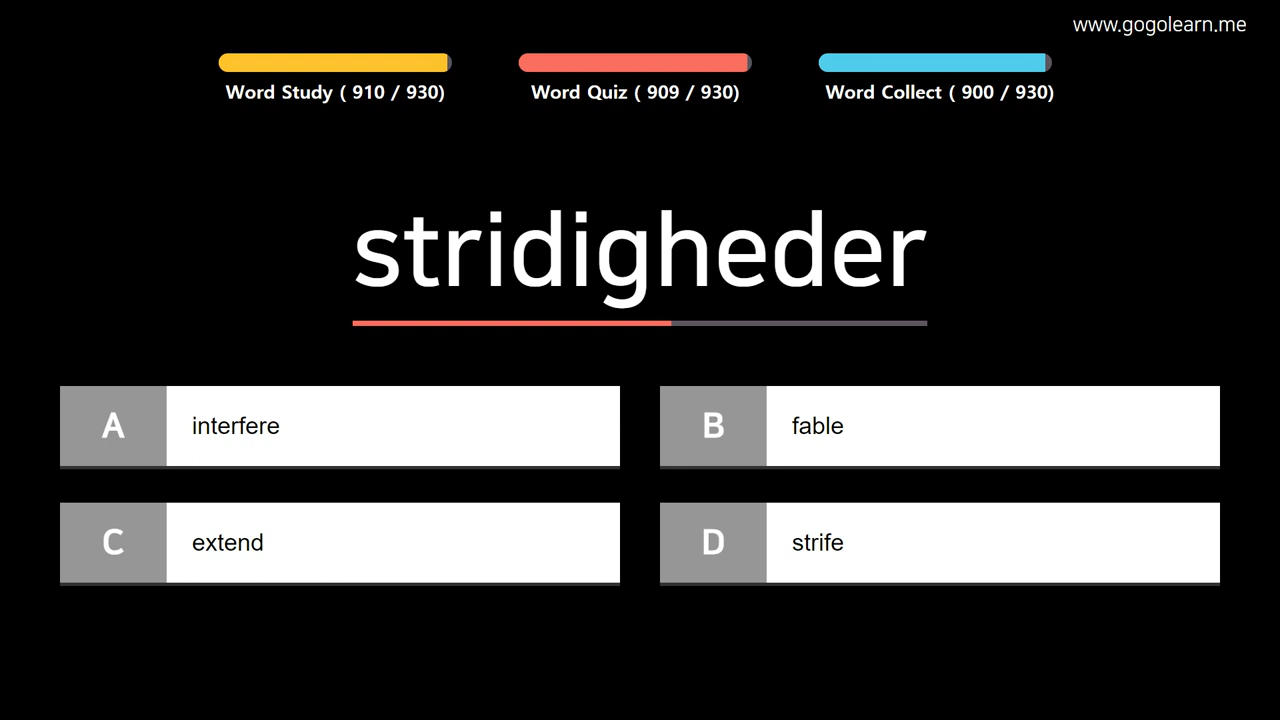 www.gogolearn.me
Word Study ( 910 / 930)
Word Quiz ( 909 / 930)
Word Collect ( 900 / 930)
stridigheder
A interfere
B fable
C extend
D strife